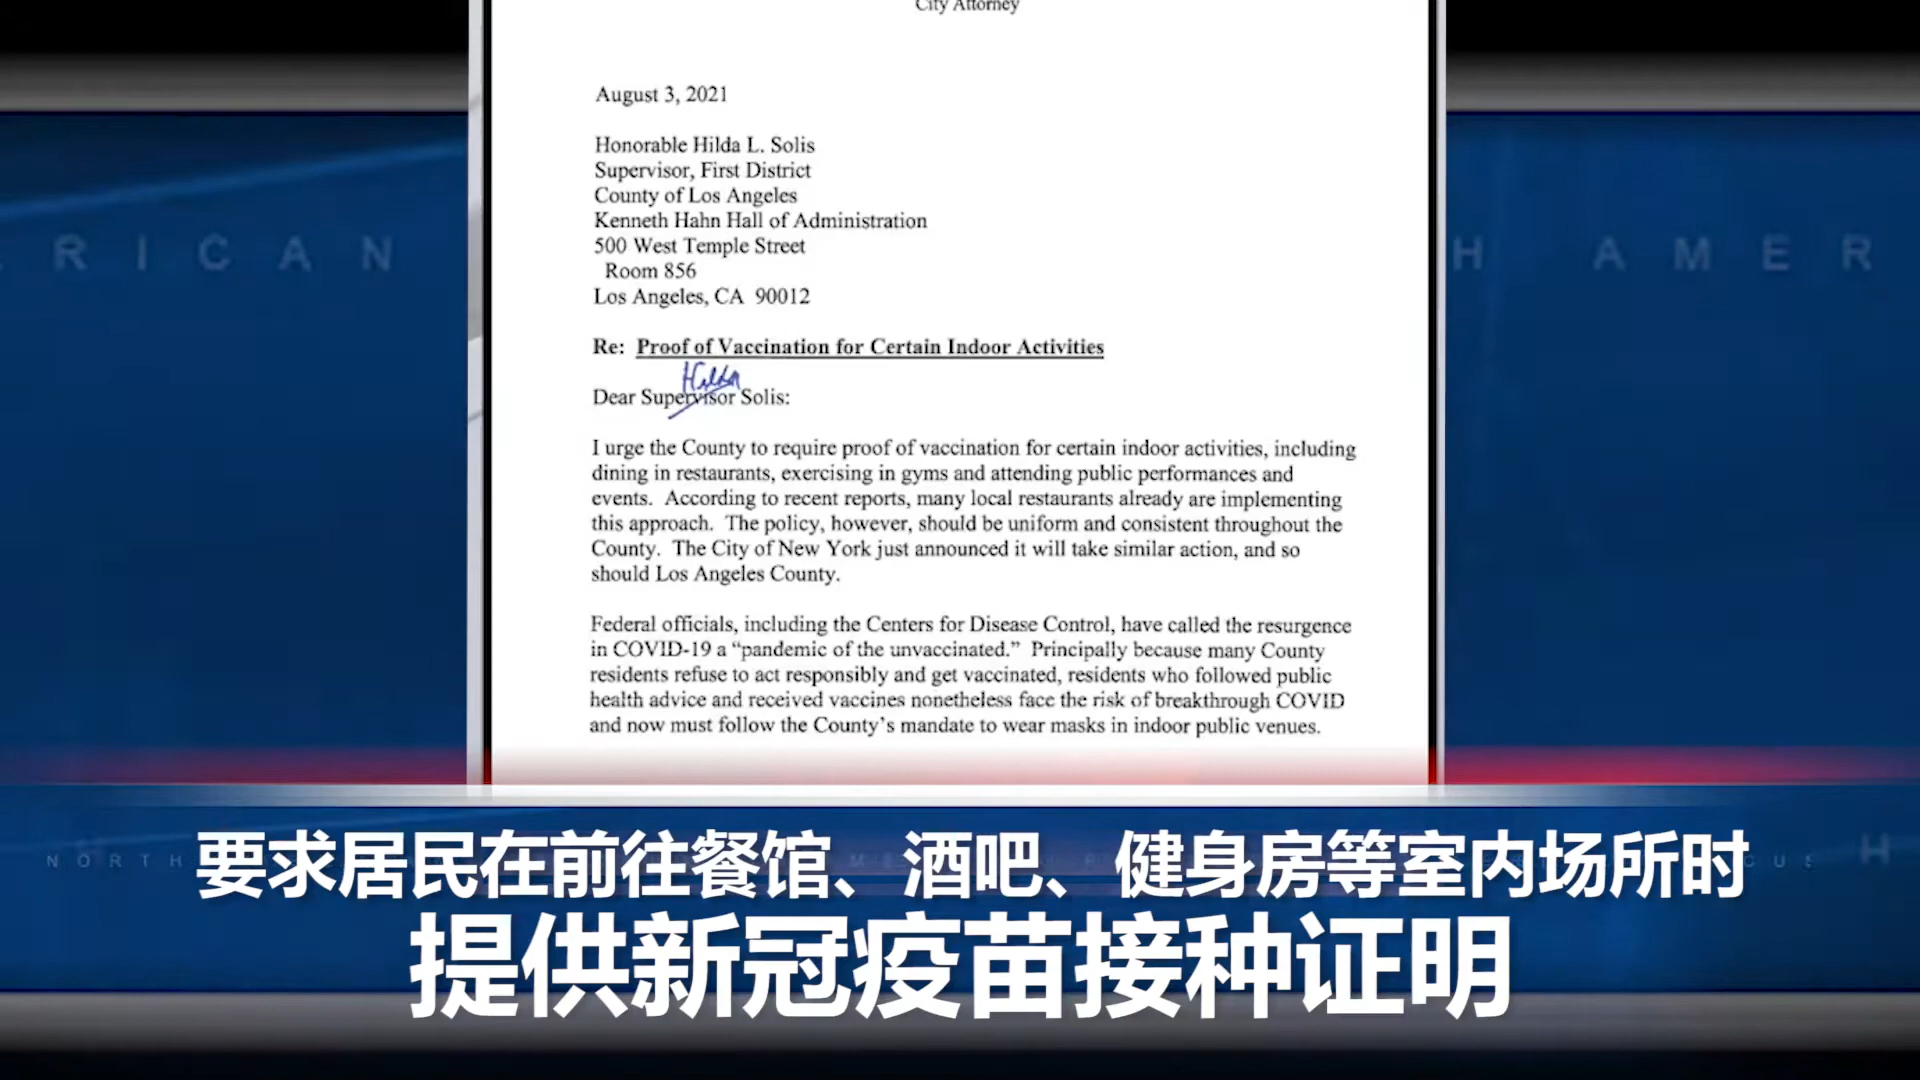 City Attorney
August 3, 2021
Honorable Hilda L. Solis
Supervisor, First District
County of Los Angeles
Kenneth Hahn Hall of Administration
500 West Temple Street
Room 856
Los Angeles, CA 90012
RICAN
H AMER
Re: Proof of Vaccination for Certain Indoor Activities
Hilda
Dear Supervisor Solis:
I urge the County to require proof of vaccination for certain indoor activities, including
dining in restaurants, exercising in gyms and attending public performances and
events. According to recent reports, many local restaurants already are implementing
this approach. The policy, however, should be uniform and consistent throughout the
County. The City of New York just announced it will take similar action, and so
should Los Angeles County.
Federal officials, including the Centers for Disease Control, have called the resurgence
in COVID-19 a “pandemic of the unvaccinated.” Principally because many County
residents refuse to act responsibly and get vaccinated, residents who followed public
health advice and received vaccines nonetheless face the risk of breakthrough COVID
and now must follow the County’s mandate to wear masks in indoor public venues.
NORTH
要求居民在前往餐馆、酒吧、健身房等室内场所时
提供新冠疫苗接种证明